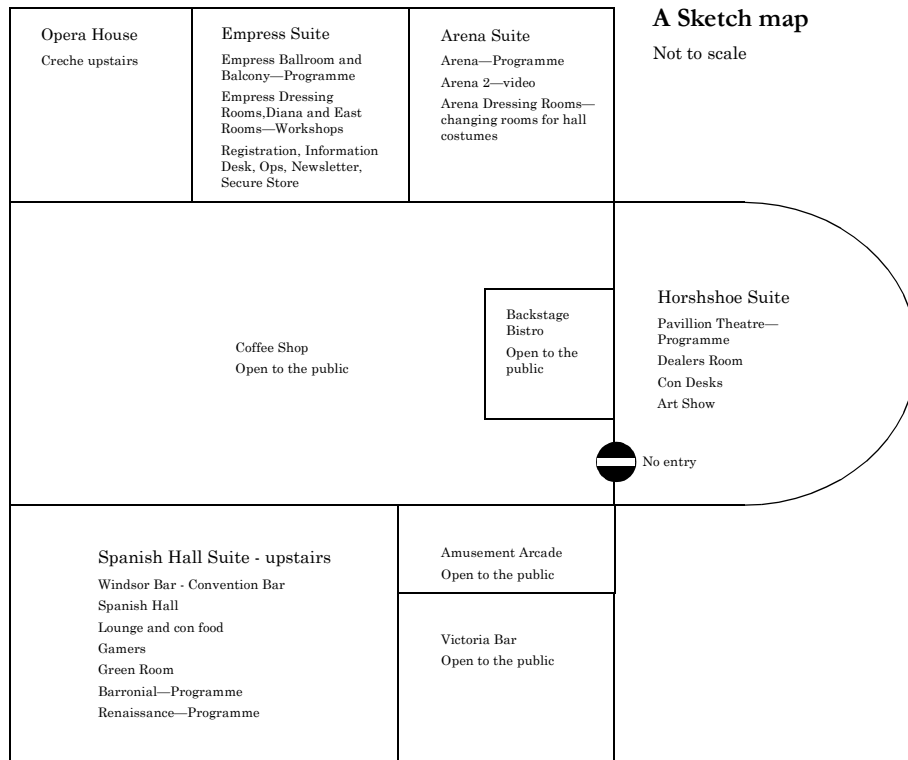 A Sketch map
Not to scale
Opera House
Creche upstairs
Empress Suite
Empress Ballroom and
Balcony—Programme
Empress Dressing
Rooms,Diana and East
Rooms—Workshops
Registration, Information
Desk, Ops, Newsletter,
Secure Store
Arena Suite
Arena—Programme
Arena 2—video
Arena Dressing Rooms—
changing rooms for hall
costumes
Coffee Shop
Open to the public
Backstage
Bistro
Open to the
public
Horshshoe Suite
Pavillion Theatre—
Programme
Dealers Room
Con Desks
Art Show
No entry
Spanish Hall Suite - upstairs
Windsor Bar - Convention Bar
Spanish Hall
Lounge and con food
Gamers
Green Room
Barronial—Programme
Renaissance—Programme
Amusement Arcade
Open to the public
Victoria Bar
Open to the public